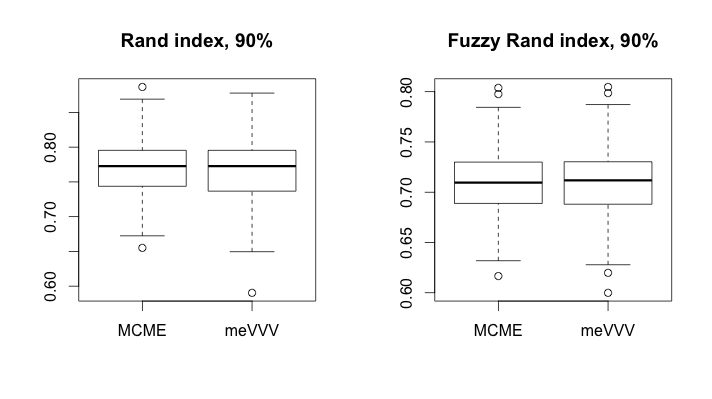 Rand index, 90%
0.80
0.70
0.60
MCME meVVV
Fuzzy Rand index, 90%
0.80
0.75
0.70
0.65
0.60
MCME meVVV